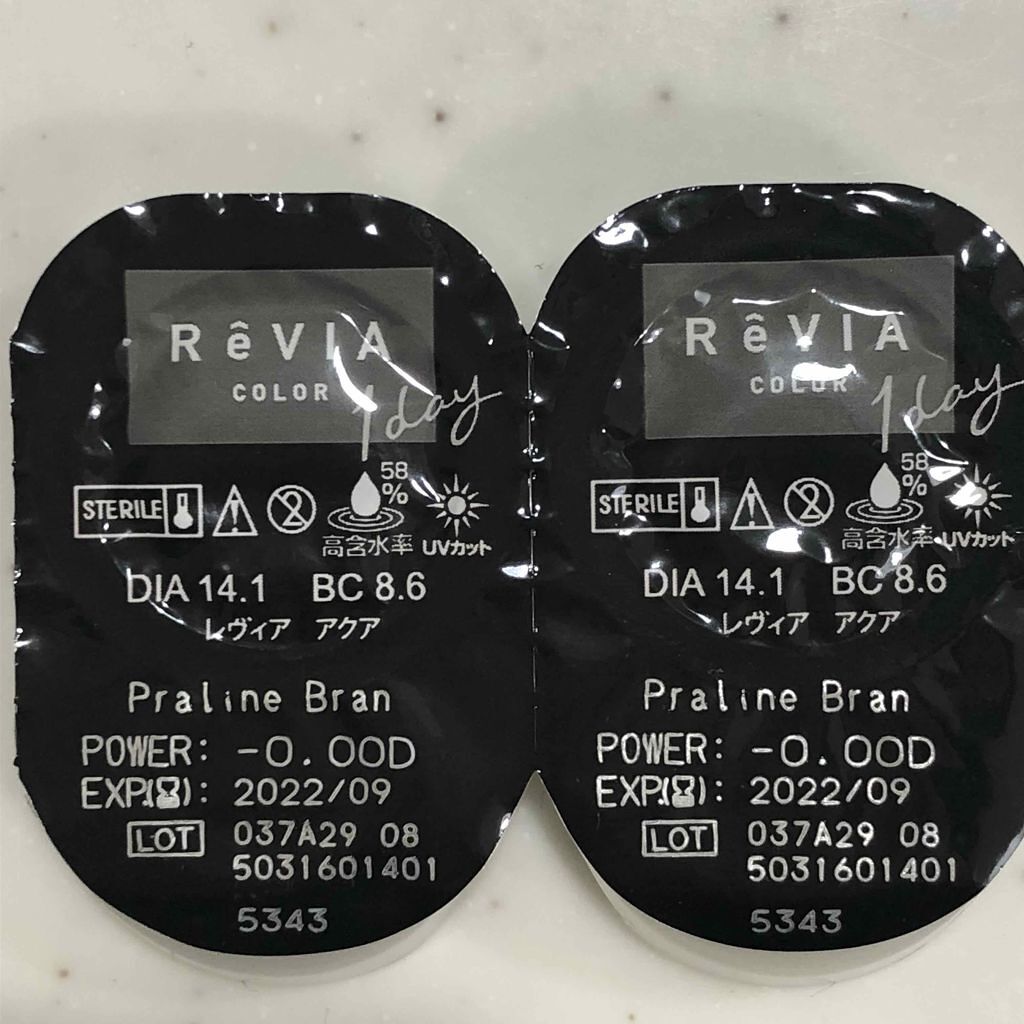 RêVIA
COLOR 1day
STERILE
58
%
高含水率 UVカット
DIA 14.1 BC 8.6
レヴィア アクア
Praline Bran
POWER: -0.00D
EXP.(): 2022/09
LOT 037A29 08
5031601401
5343
RêVIA
COLOR 1day
STERILE
58
%
高含水率 UVカット
DIA 14.1 BC 8.6
レヴィア アクア
Praline Bran
POWER: -0.00D
EXP.(): 2022/09
LOT 037A29 08
5031601401
5343